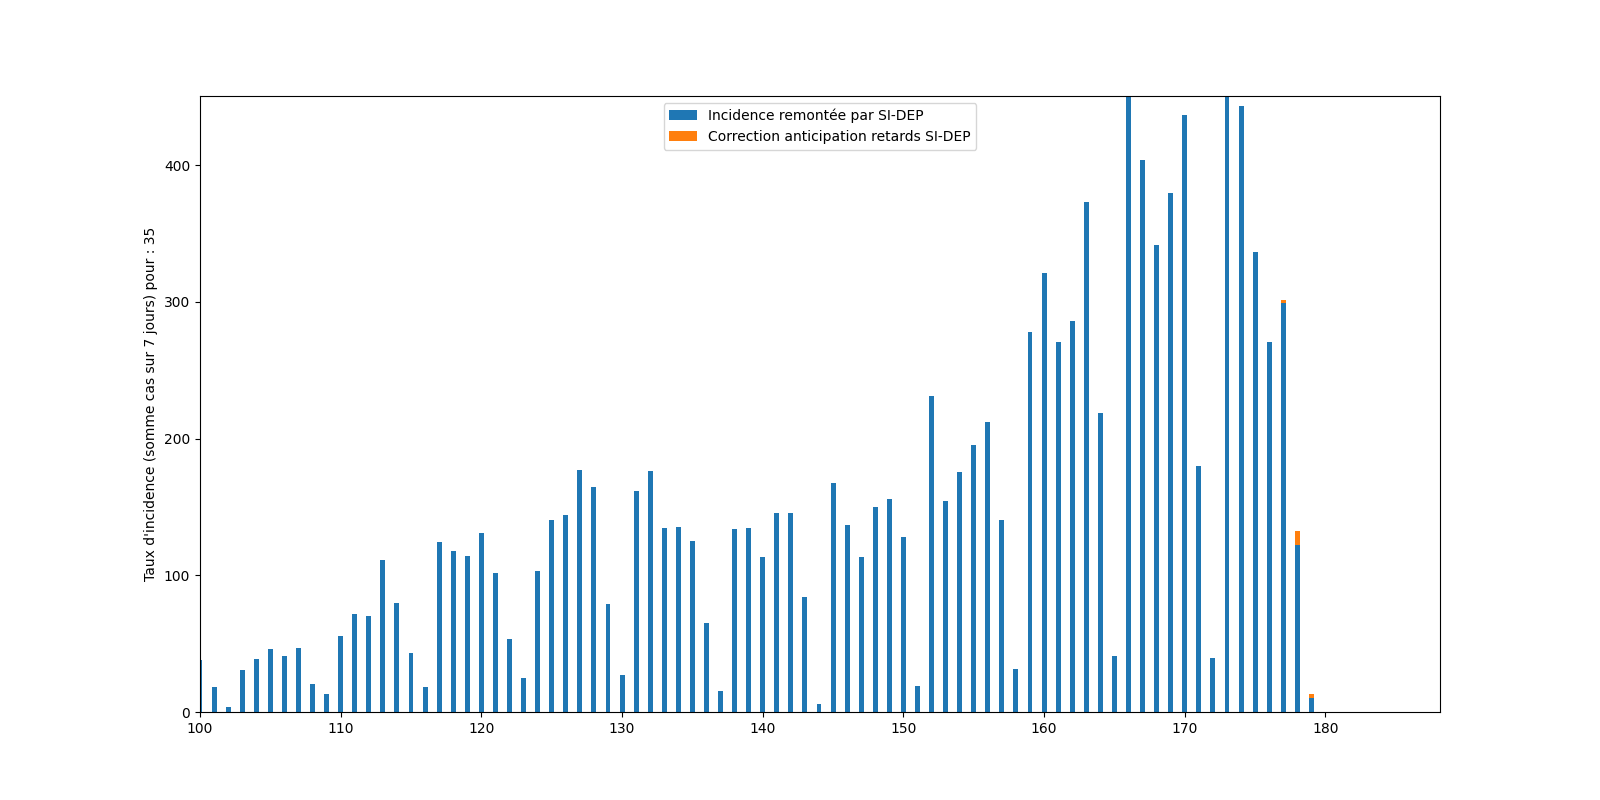 Incidence remontée par SI-DEP
Correction anticipation retards SI-DEP
Taux d'incidence (somme cas sur 7 jours) pour : 35
400
300
200
100
0
100 110 120 130 140 150 160 170 180